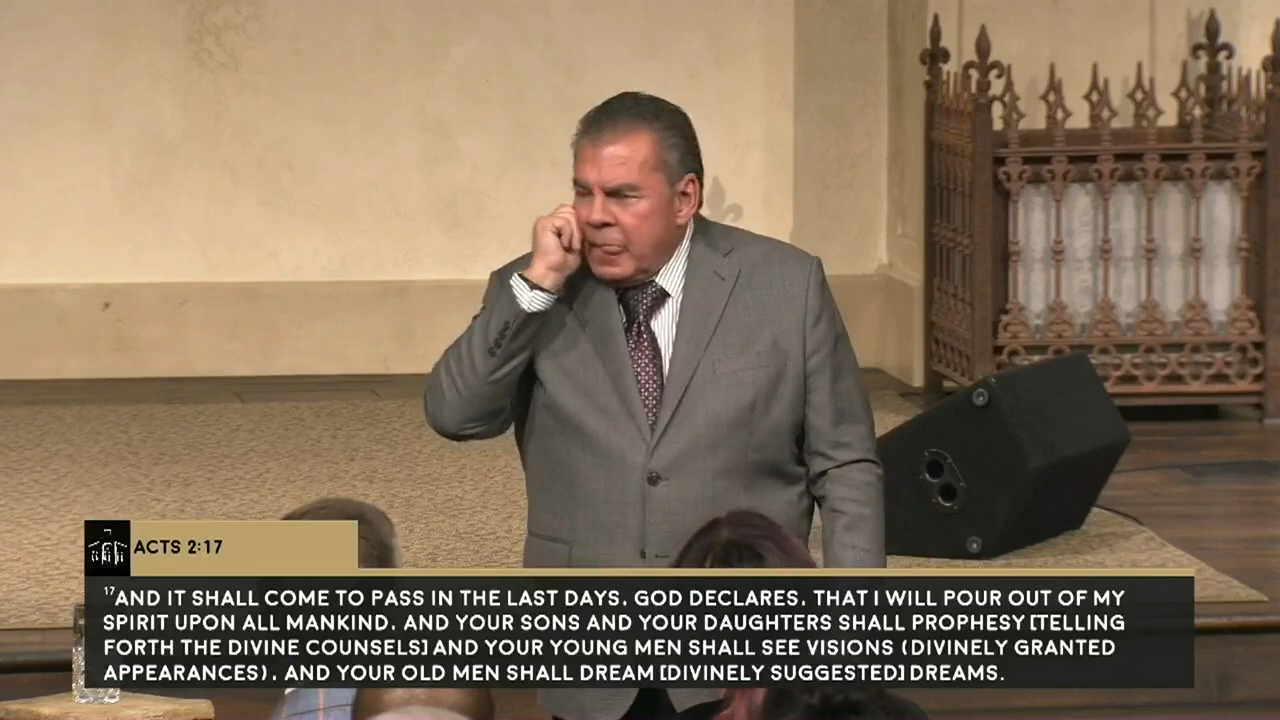 ACTS 2:17
¹⁷AND IT SHALL COME TO PASS IN THE LAST DAYS, GOD DECLARES, THAT I WILL POUR OUT OF MY
SPIRIT UPON ALL MANKIND, AND YOUR SONS AND YOUR DAUGHTERS SHALL PROPHESY [TELLING
FORTH THE DIVINE COUNSELS] AND YOUR YOUNG MEN SHALL SEE VISIONS (DIVINELY GRANTED
APPEARANCES), AND YOUR OLD MEN SHALL DREAM [DIVINELY SUGGESTED] DREAMS.